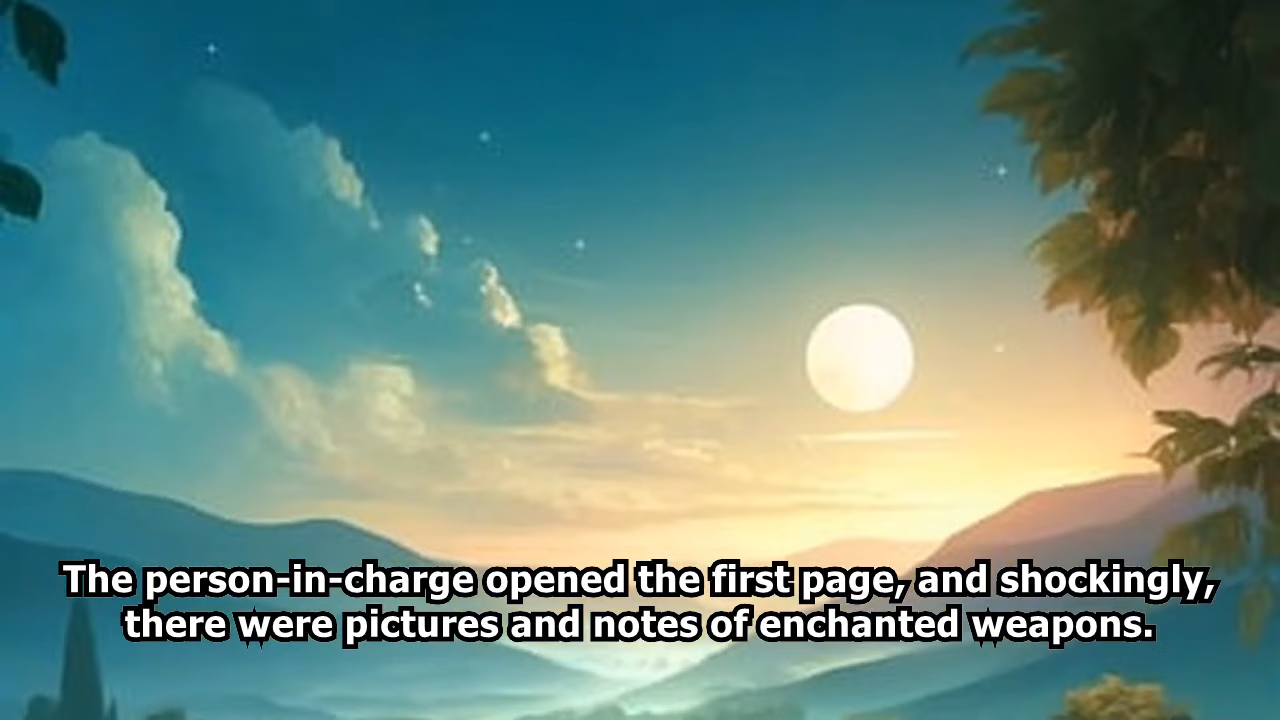 The person-in-charge opened the first page, and shockingly,
there were pictures and notes of enchanted weapons.